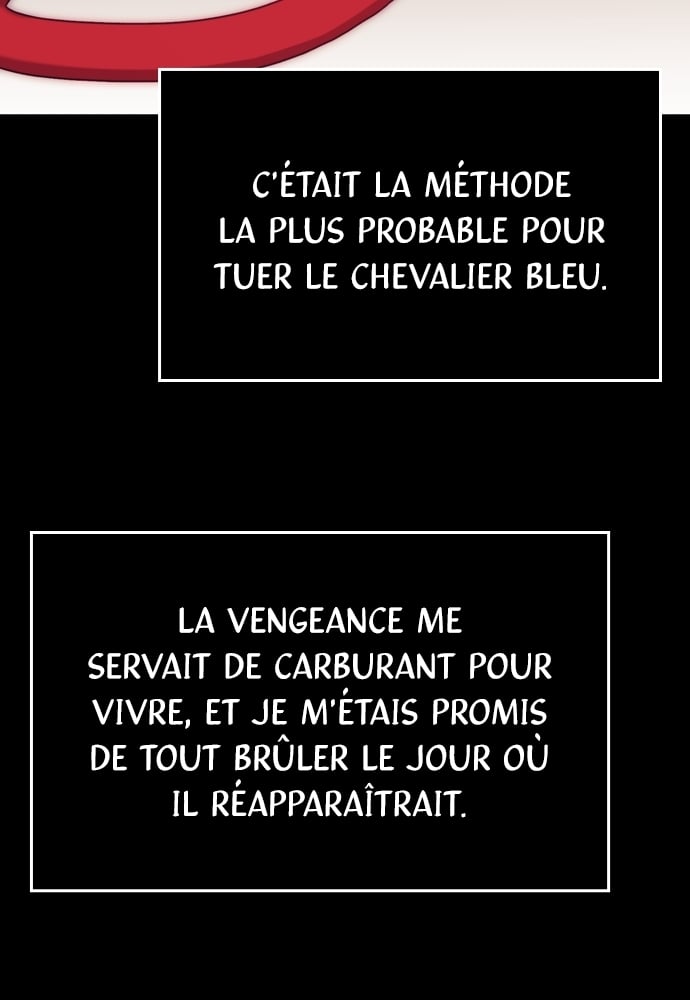 C'ÉTAIT LA MÉTHODE
LA PLUS PROBABLE POUR
TUER LE CHEVALIER BLEU.
LA VENGEANCE ME
SERVAIT DE CARBURANT POUR
VIVRE, ET JE M'ÉTAIS PROMIS
DE TOUT BRÛLER LE JOUR OÙ
IL RÉAPPARAÎTRAIT.